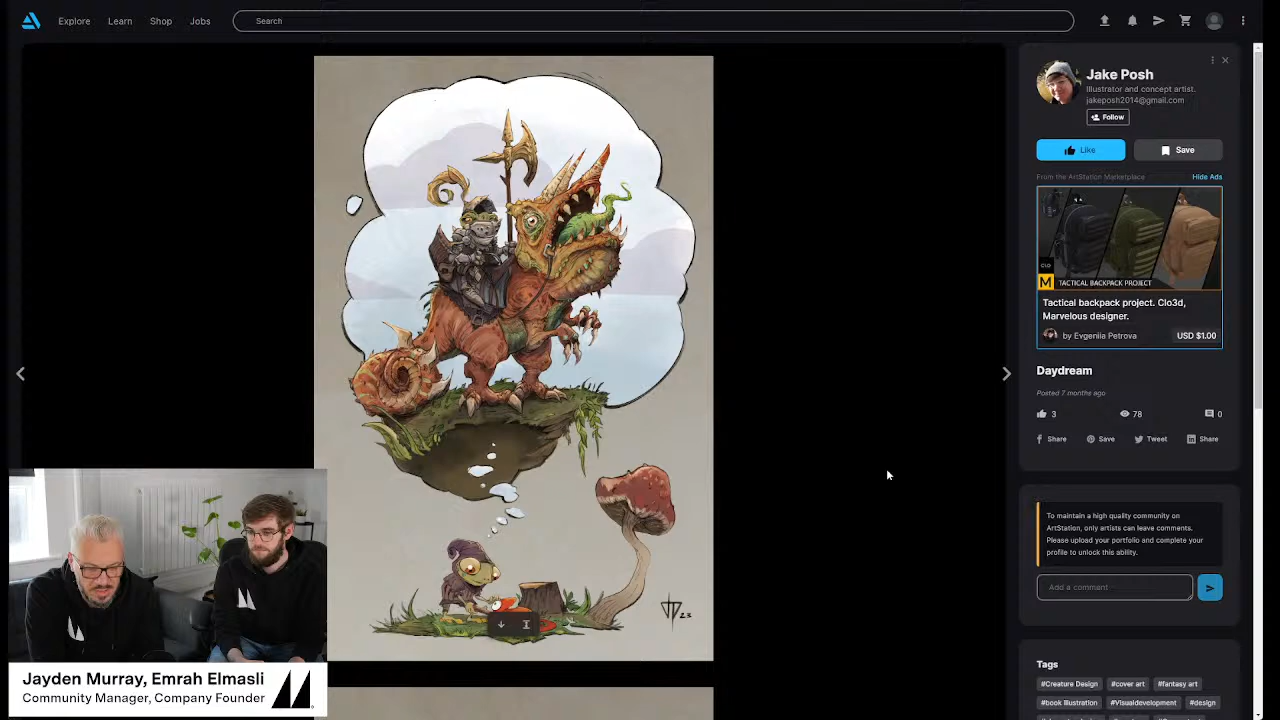 Explore Learn Shop Jobs Search
Jake Posh
Illustrator and concept artist.
jakeposh2014@gmail.com
Follow
Like Save
From the ArtStation Marketplace Hide Ads
CLO
M TACTICAL BACKPACK PROJECT
Tactical backpack project. Clo3d,
Marvelous designer.
by Evgeniia Petrova USD $1.00
Daydream
Posted 7 months ago
3 78 0
Share Save Tweet Share
To maintain a high quality community on
ArtStation, only artists can leave comments.
Please upload your portfolio and complete your
profile to unlock this ability.
Add a comment
Tags
#Creature Design #cover art #fantasy art
#book illustration #Visualdevelopment #design
23
Jayden Murray, Emrah Elmasli
Community Manager, Company Founder